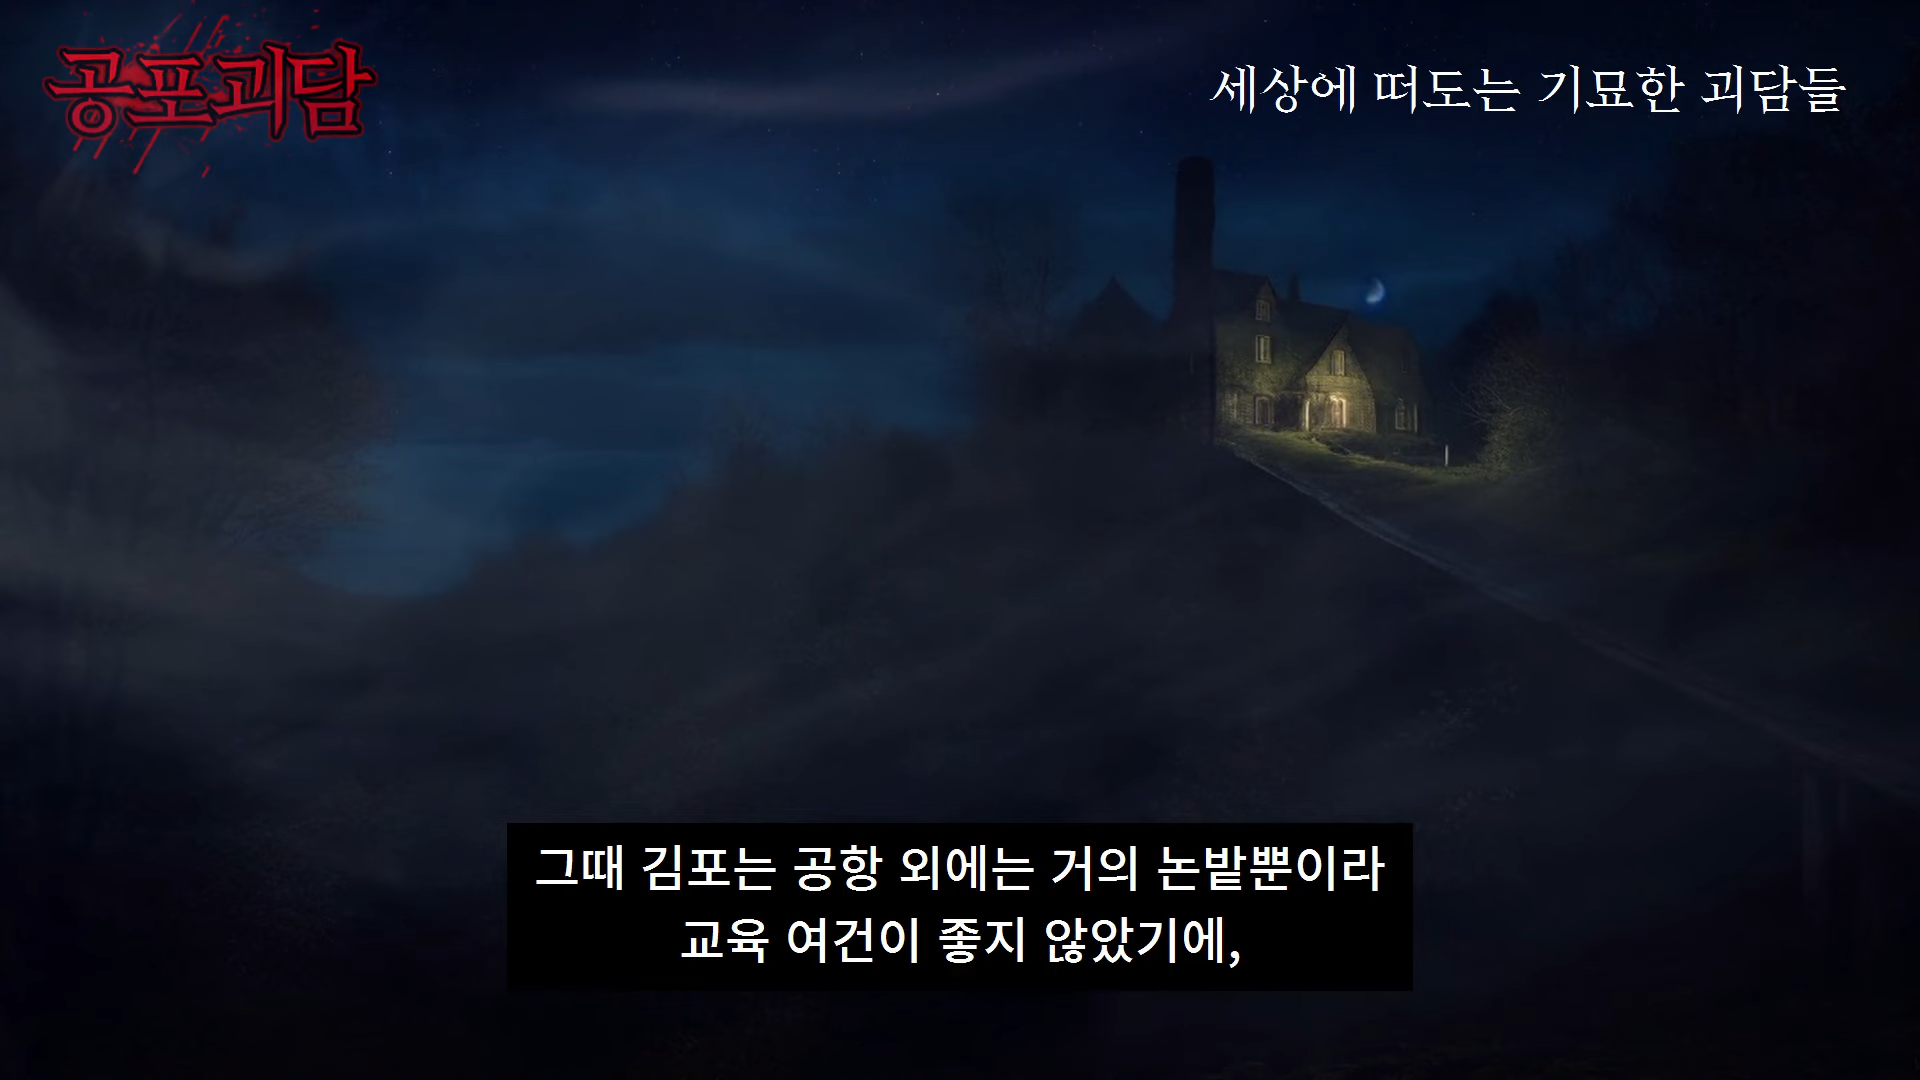 공포괴담
세상에 떠도는 기묘한 괴담들
그때 김포는 공항 외에는 거의 논밭뿐이라
교육 여건이 좋지 않았기에,